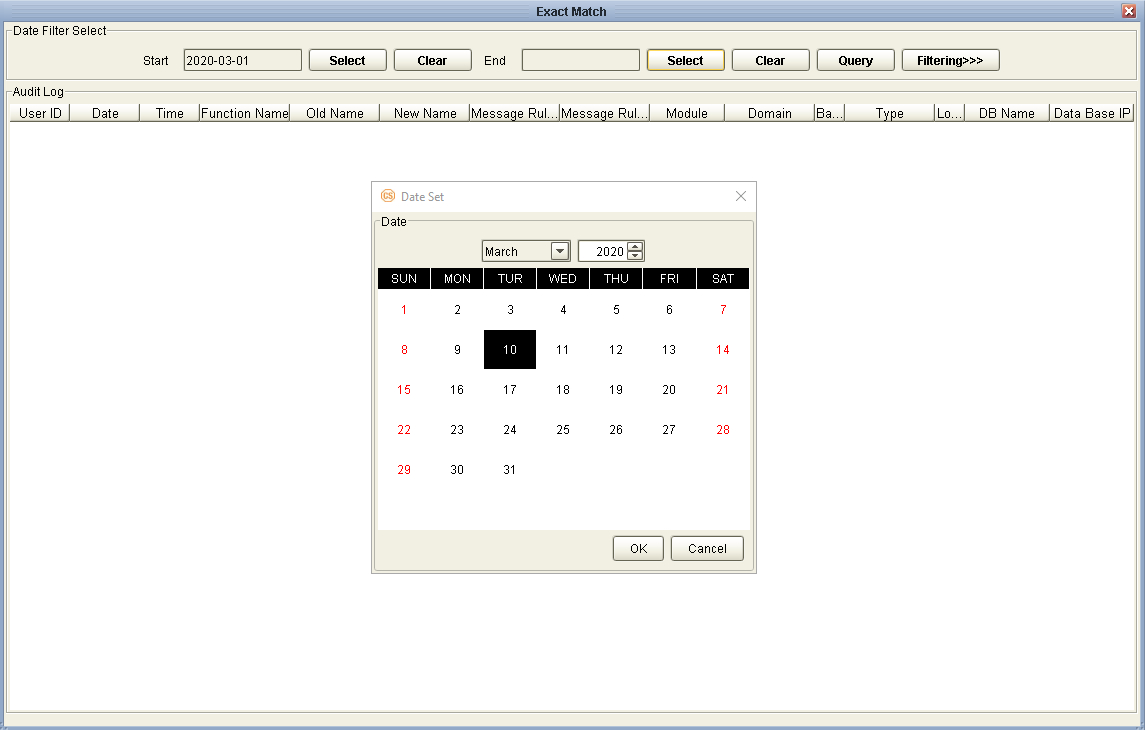 Exact Match
Date Filter Select
Start 2020-03-01 Select Clear End Select Clear Query Filtering>>>
Audit Log
User ID Date Time Function Name Old Name New Name Message Rul... Message Rul... Module Domain Ba... Type Lo... DB Name Data Base IP
GS Date Set
Date
March 2020
SUN MON TUR WED THU FRI SAT
1 2 3 4 5 6 7
8 9 10 11 12 13 14
15 16 17 18 19 20 21
22 23 24 25 26 27 28
29 30 31
OK Cancel